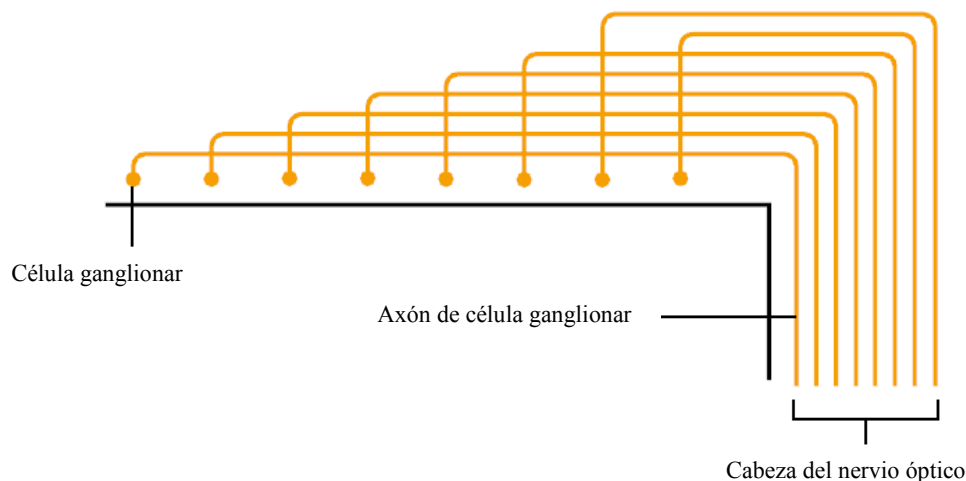 Célula ganglionar
Axón de célula ganglionar
Cabeza del nervio óptico